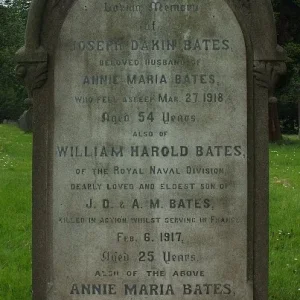 In Loving Memory
of
JOSEPH DAKIN BATES,
BELOVED HUSBAND OF
ANNIE MARIA BATES,
WHO FELL ASLEEP MAR. 27. 1918,
Aged 54 Years.
ALSO OF
WILLIAM HAROLD BATES,
OF THE ROYAL NAVAL DIVISION,
DEARLY LOVED AND ELDEST SON OF
J. D. & A. M. BATES,
KILLED IN ACTION WHILST SERVING IN FRANCE
FEB. 6. 1917,
Aged 25 Years.
ALSO OF THE ABOVE
ANNIE MARIA BATES